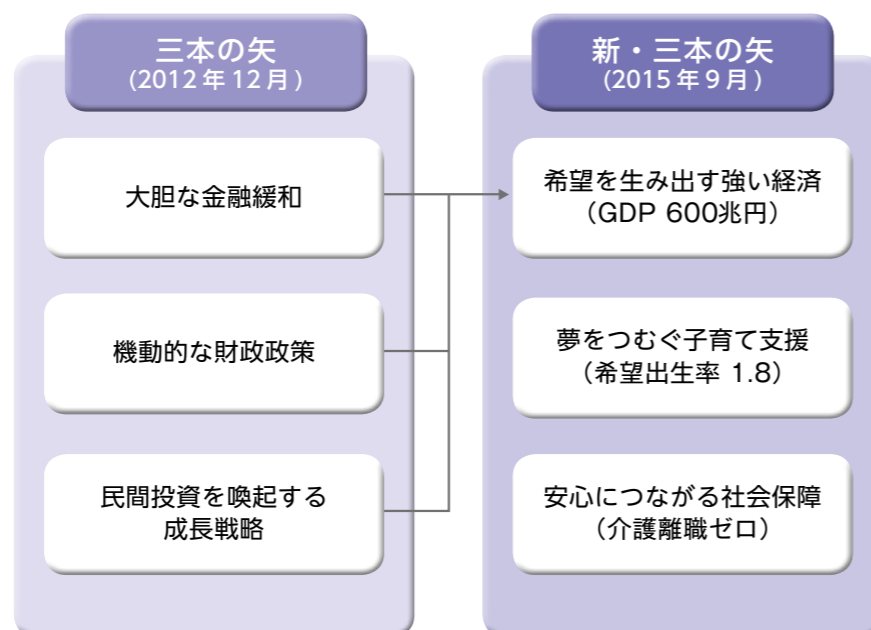 三本の矢
(2012年12月)
大胆な金融緩和
機動的な財政政策
民間投資を喚起する
成長戦略
新・三本の矢
(2015年9月)
希望を生み出す強い経済
（GDP 600兆円）
夢をつむぐ子育て支援
（希望出生率 1.8）
安心につながる社会保障
（介護離職ゼロ）